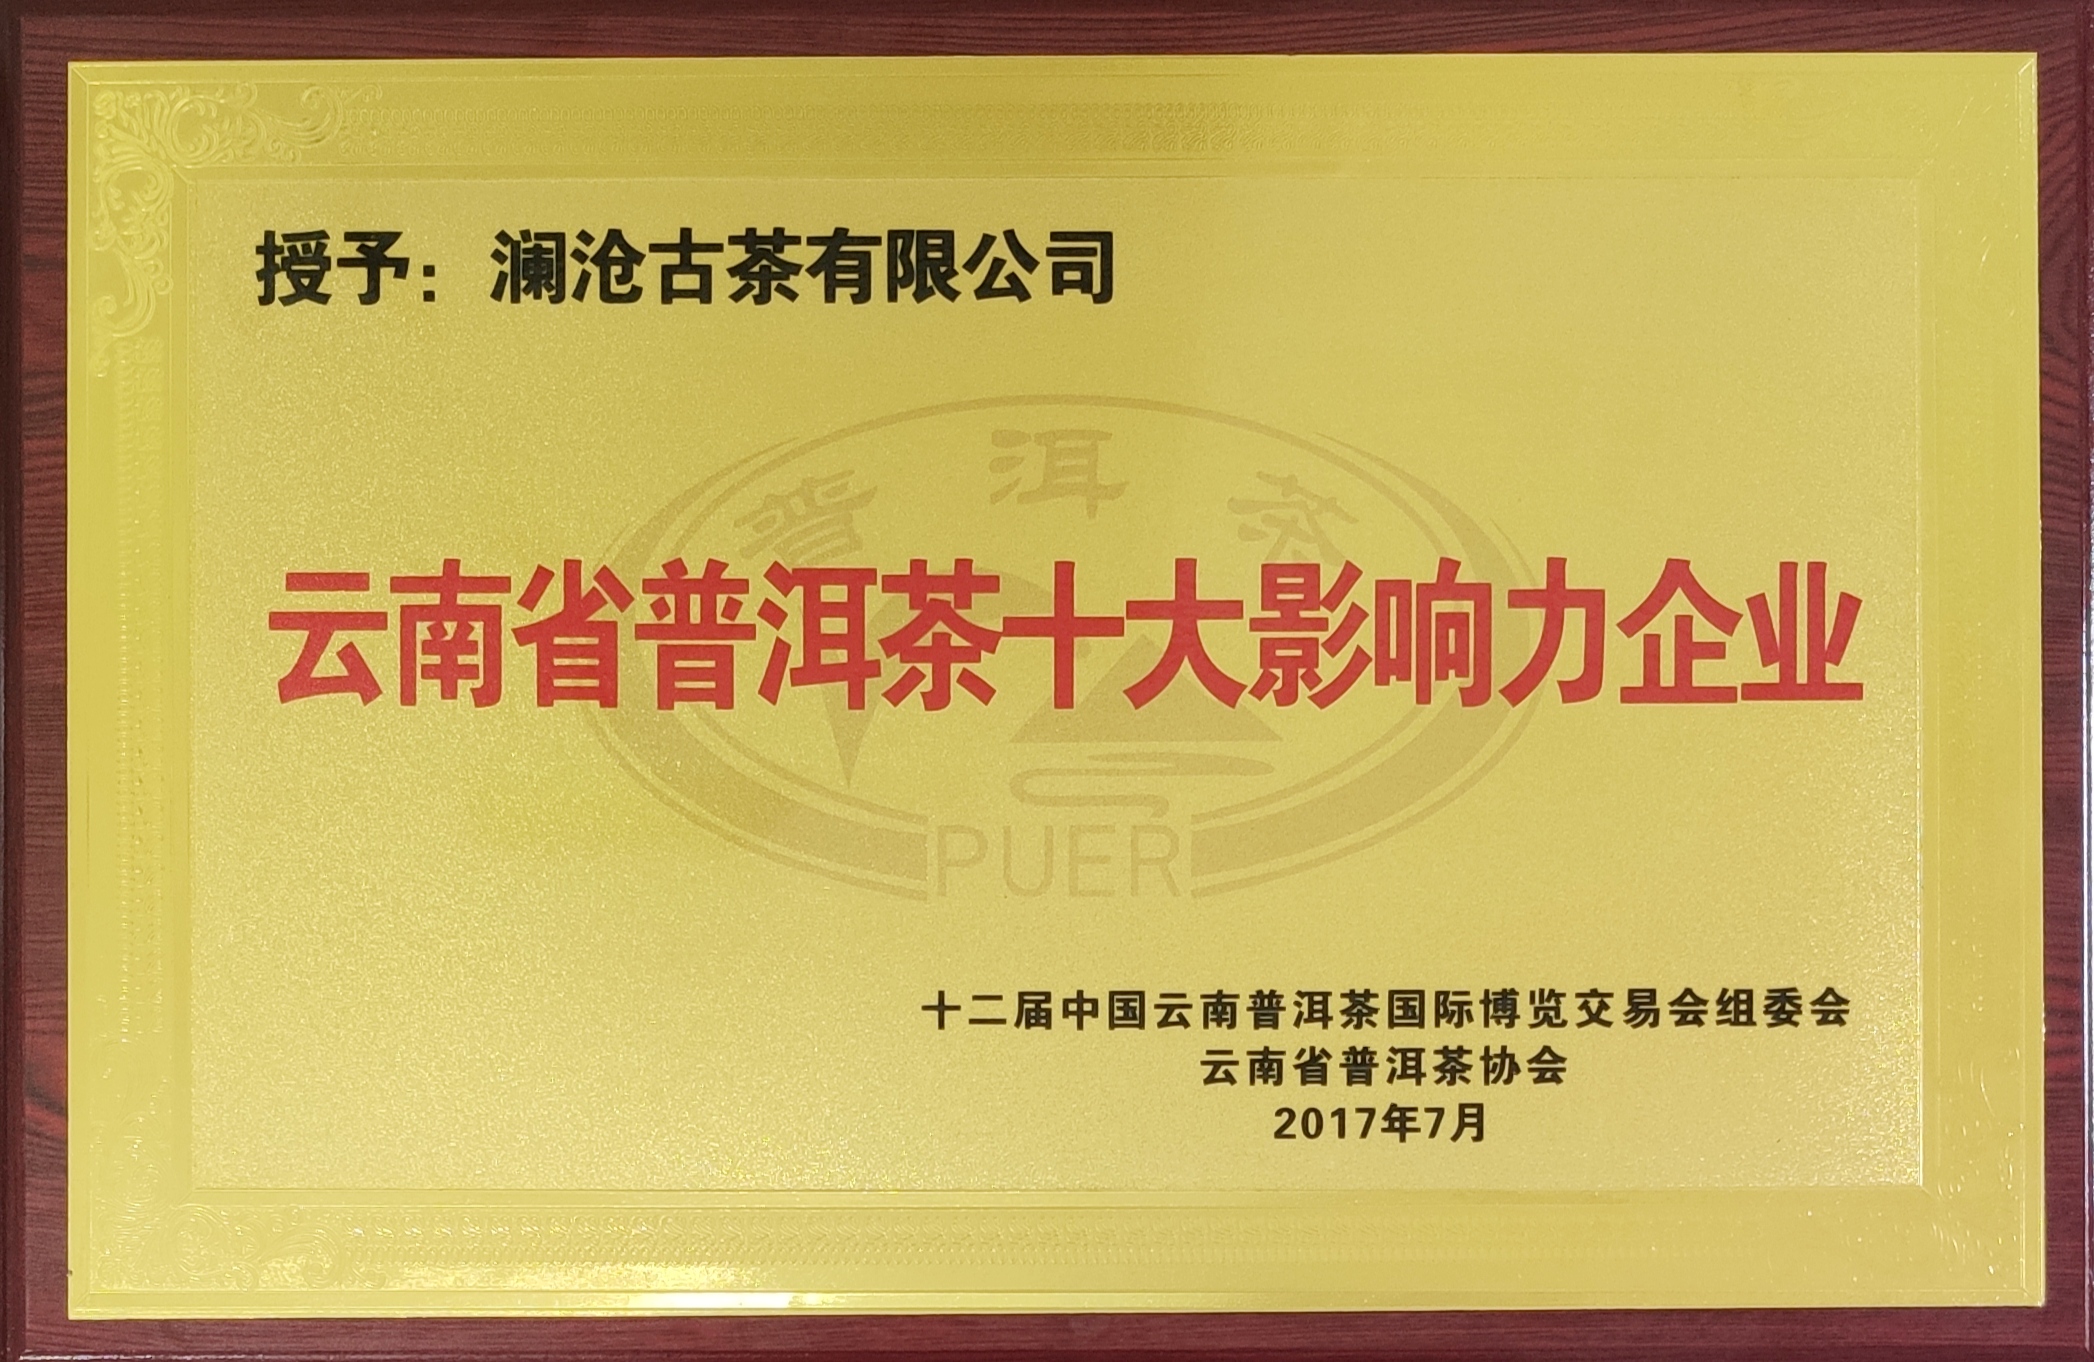 授予：澜沧古茶有限公司
普洱茶
云南省普洱茶十大影响力企业
PUER
十二届中国云南普洱茶国际博览交易会组委会
云南省普洱茶协会
2017年7月